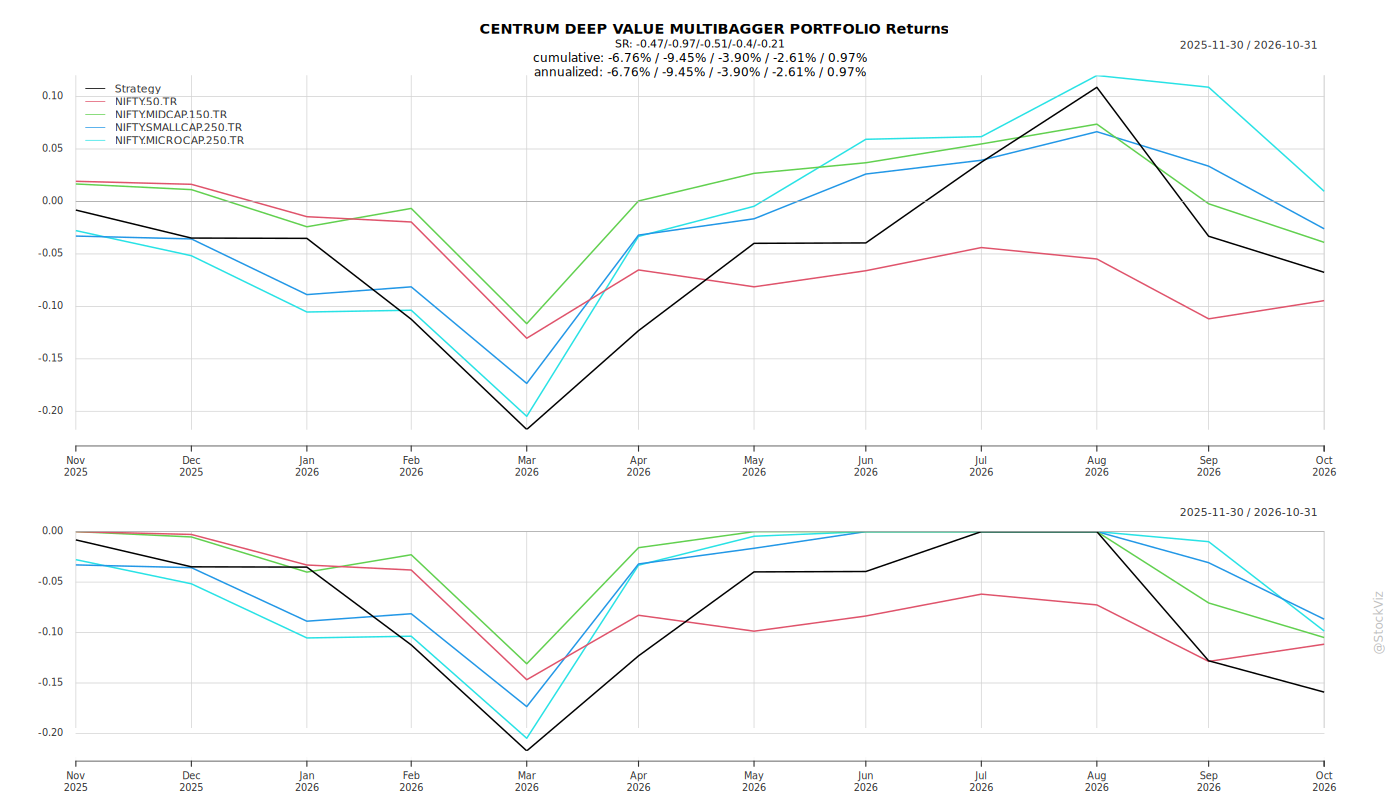 CENTRUM DEEP VALUE MULTIBAGGER PORTFOLIO Returns
SR: -0.47/-0.97/-0.51/-0.4/-0.21
2025-11-30 / 2026-10-31
cumulative: -6.76% / -9.45% / -3.90% / -2.61% / 0.97%
annualized: -6.76% / -9.45% / -3.90% / -2.61% / 0.97%
Strategy
NIFTY.50.TR
NIFTY.MIDCAP.150.TR
NIFTY.SMALLCAP.250.TR
NIFTY.MICROCAP.250.TR
0.10
0.05
0.00
-0.05
-0.10
-0.15
-0.20
Nov Dec Jan Feb Mar Apr May Jun Jul Aug Sep Oct
2025 2025 2026 2026 2026 2026 2026 2026 2026 2026 2026 2026
2025-11-30 / 2026-10-31
0.00
-0.05
-0.10
-0.15
-0.20
Nov Dec Jan Feb Mar Apr May Jun Jul Aug Sep Oct
2025 2025 2026 2026 2026 2026 2026 2026 2026 2026 2026 2026
@StockViz